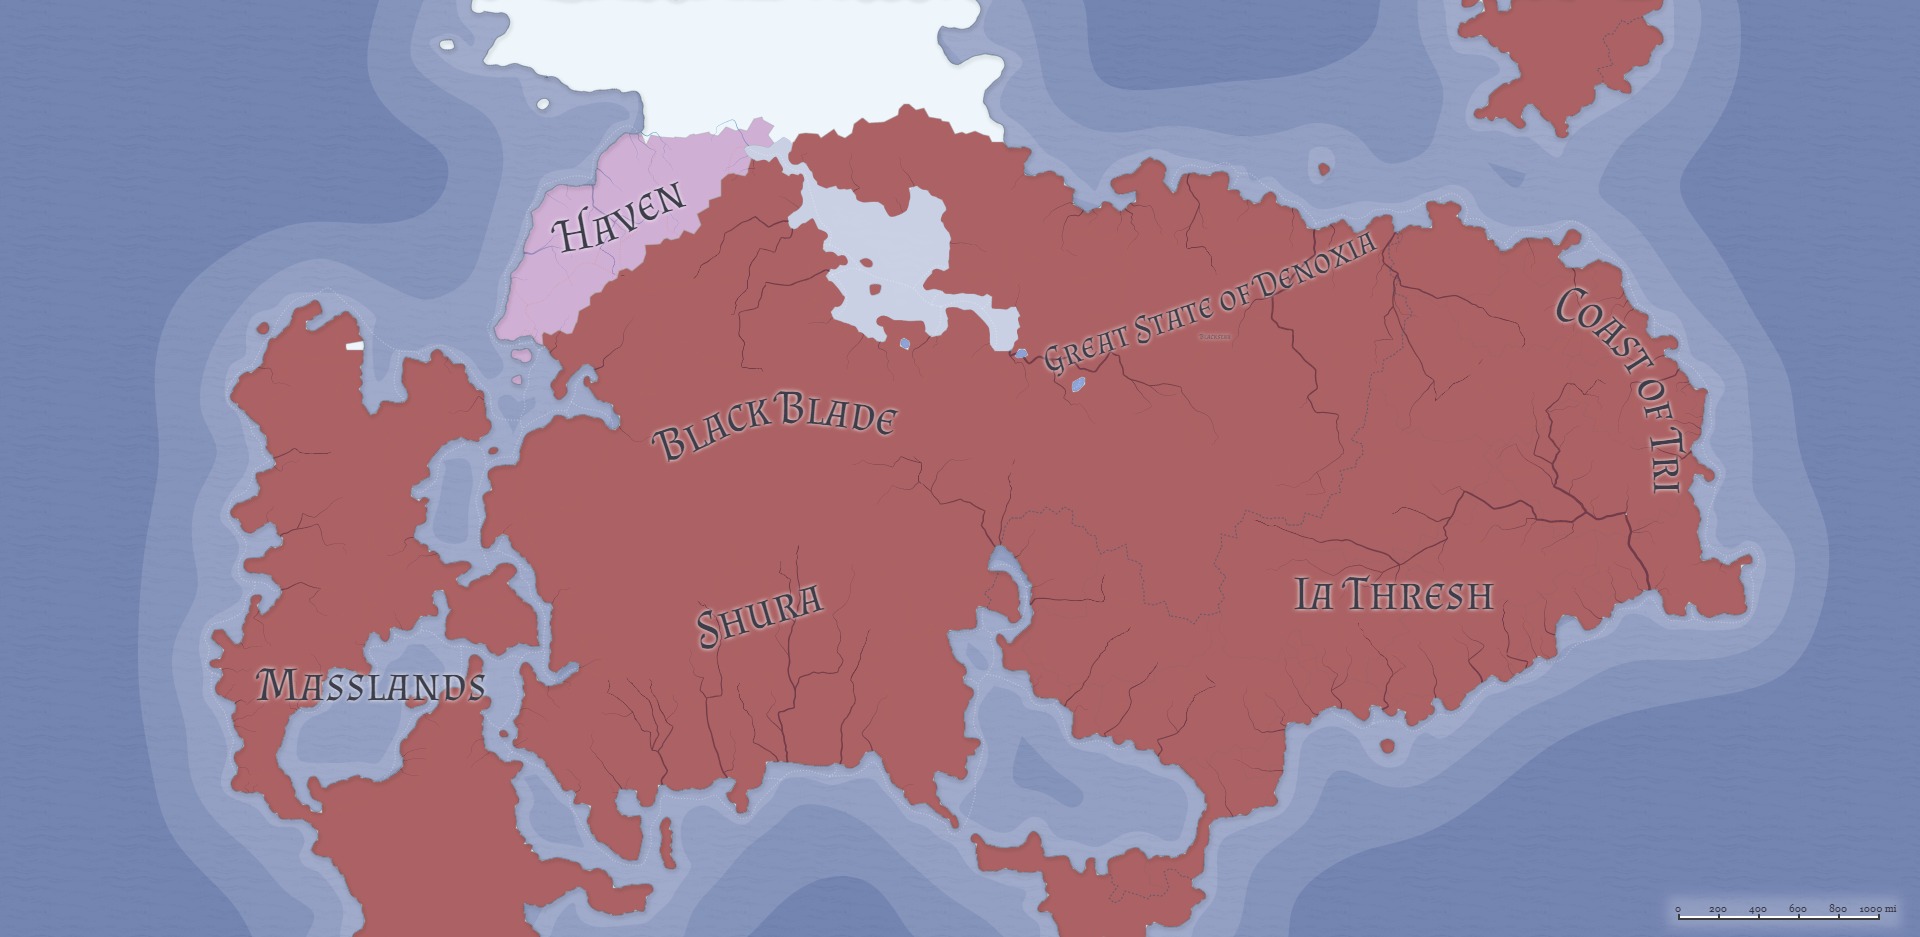 Haven
Great State of Denoxia
Coast of Tri
Black Blade
Ia Thresh
Shura
Masslands
0 200 400 600 800 1000 mi